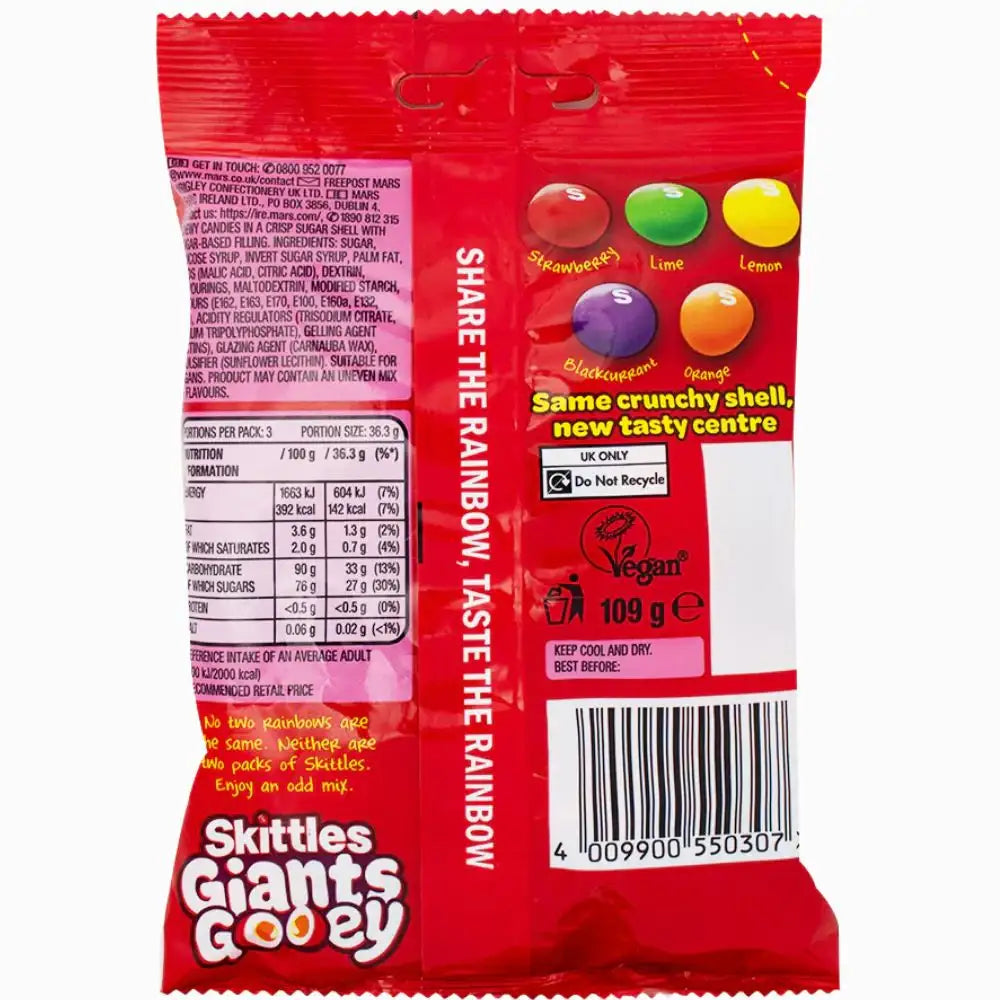 GET IN TOUCH: 0800 952 0077
www.mars.co.uk/contact FREEPOST MARS
CONFECTIONERY UK LTD. MARS
IRELAND LTD., PO BOX 3856, DUBLIN 4.
us: https://ire.mars.com/, 1890 812 315
CANDIES IN A CRISP SUGAR SHELL WITH
-BASED FILLING. INGREDIENTS: SUGAR,
SYRUP, INVERT SUGAR SYRUP, PALM FAT,
(MALIC ACID, CITRIC ACID), DEXTRIN,
MALTODEXTRIN, MODIFIED STARCH,
(E162, E163, E170, E100, E160a, E132,
, ACIDITY REGULATORS (TRISODIUM CITRATE,
TRIPOLYPHOSPHATE), GELLING AGENT
GLAZING AGENT (CARNAUBA WAX),
(SUNFLOWER LECITHIN). SUITABLE FOR
PRODUCT MAY CONTAIN AN UNEVEN MIX
FLAVOURS.
PORTIONS PER PACK: 3 PORTION SIZE: 36.3 g
NUTRITION / 100 g / 36.3 g (%*)
FORMATION
ENERGY 1663 kJ 604 kJ (7%)
392 kcal 142 kcal (7%)
FAT 3.6 g 1.3 g (2%)
OF WHICH SATURATES 2.0 g 0.7 g (4%)
CARBOHYDRATE 90 g 33 g (13%)
OF WHICH SUGARS 76 g 27 g (30%)
PROTEIN <0.5 g <0.5 g (0%)
SALT 0.06 g 0.02 g (<1%)
REFERENCE INTAKE OF AN AVERAGE ADULT
kJ/2000 kcal)
RECOMMENDED RETAIL PRICE
No two rainbows are
the same. Neither are
two packs of Skittles.
Enjoy an odd mix.
Skittles
Giants
Gooey
SHARE THE RAINBOW, TASTE THE RAINBOW
S S S
Strawberry Lime Lemon
S S
Blackcurrant Orange
Same crunchy shell,
new tasty centre
UK ONLY
Do Not Recycle
Vegan®
109 g ℮
KEEP COOL AND DRY.
BEST BEFORE:
4 009900 550307